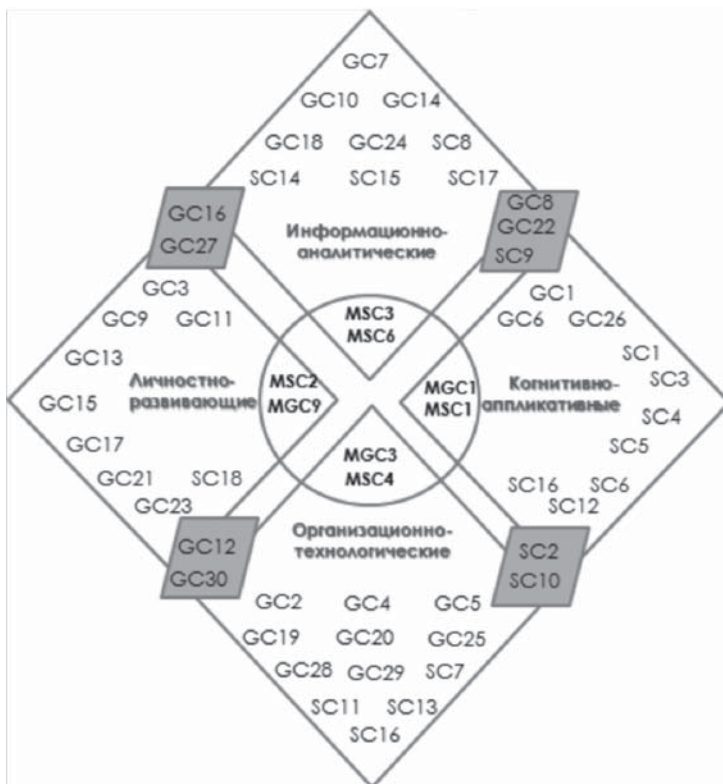 GC7
GC10 GC14
GC18 GC24 SC8
SC14 SC15 SC17
GC16
GC27
Информационно-
аналитические
GC8
GC22
SC9
GC3
GC9 GC11
GC13
GC15
GC17
GC21 SC18
GC23
Личностно-
развивающие
MSC3
MSC6
MSC2
MGC9
MGC1
MSC1
MGC3
MSC4
GC1
GC6 GC26
SC1
SC3
SC4
SC5
SC16 SC6
SC12
Когнитивно-
аппликативные
GC12
GC30
Организационно-
технологические
SC2
SC10
GC2 GC4 GC5
GC19 GC20 GC25
GC28 GC29 SC7
SC11 SC13
SC16